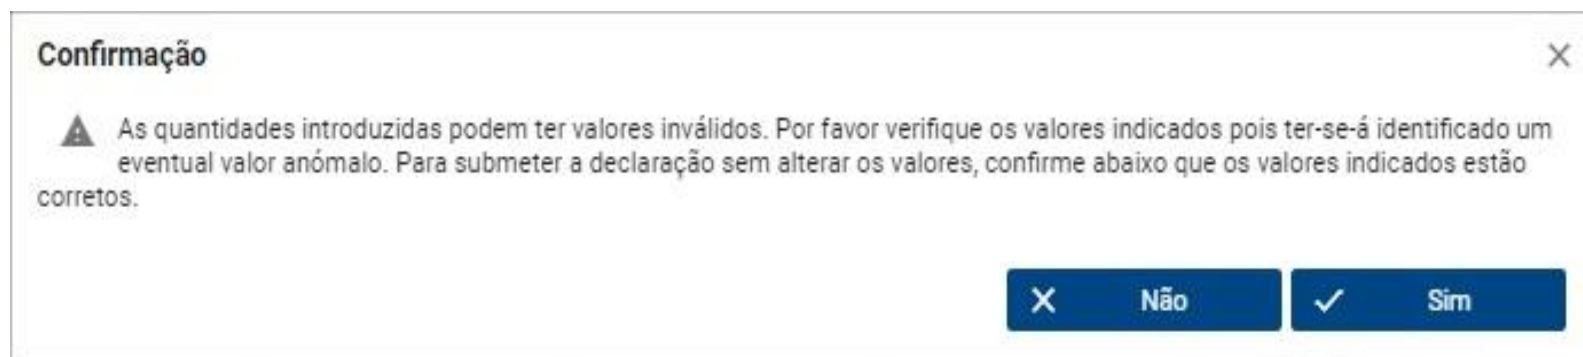 Confirmação
As quantidades introduzidas podem ter valores inválidos. Por favor verifique os valores indicados pois ter-se-á identificado um
eventual valor anómalo. Para submeter a declaração sem alterar os valores, confirme abaixo que os valores indicados estão
corretos.
Não
Sim